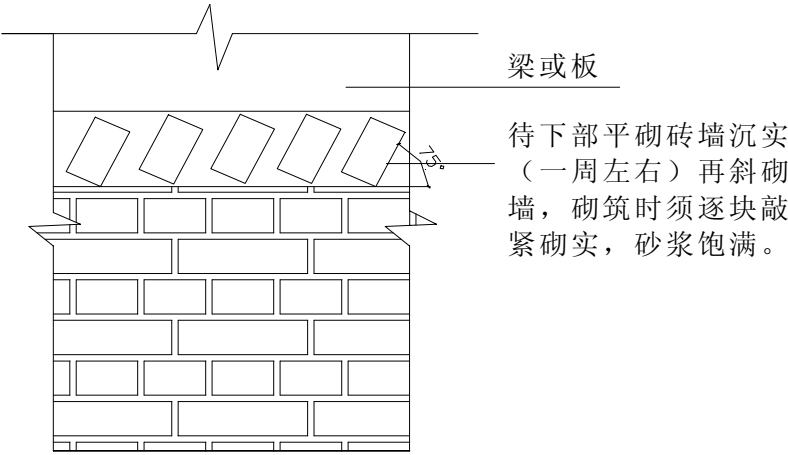 梁或板
待下部平砌砖墙沉实
（一周左右）再斜砌
墙，砌筑时须逐块敲
紧砌实，砂浆饱满。
75°